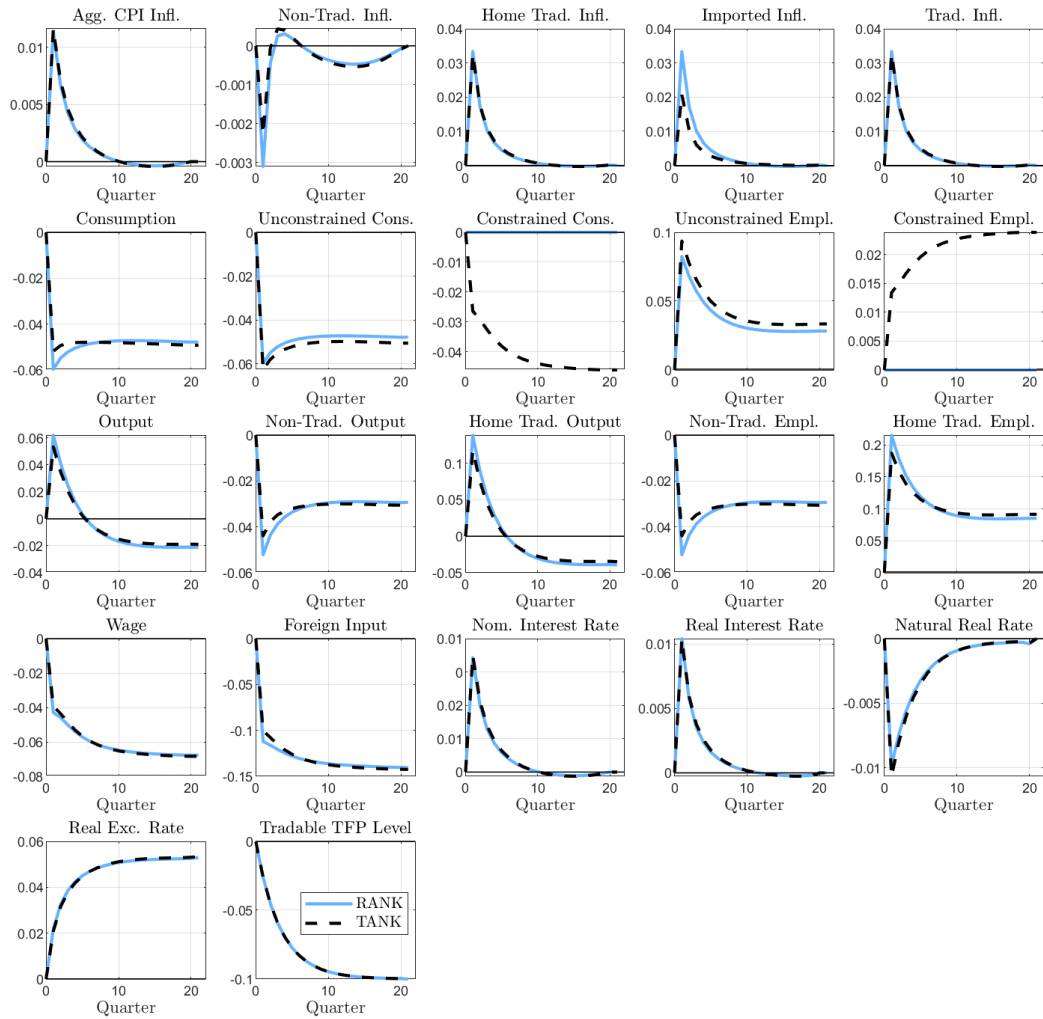 Agg. CPI Infl.
0.01
0.005
0
0 10 20
Non-Trad. Infl.
0
-0.001
-0.002
-0.003
0 10 20
Home Trad. Infl.
0.04
0.03
0.02
0.01
0
0 10 20
Imported Infl.
0.04
0.03
0.02
0.01
0
0 10 20
Trad. Infl.
0.04
0.03
0.02
0.01
0
0 10 20
Quarter
Quarter
Quarter
Quarter
Quarter
Consumption
0
-0.02
-0.04
-0.06
0 10 20
Unconstrained Cons.
0
-0.02
-0.04
-0.06
0 10 20
Constrained Cons.
0
-0.01
-0.02
-0.03
-0.04
0 10 20
Unconstrained Empl.
0.1
0.05
0
0 10 20
Constrained Empl.
0.02
0.015
0.01
0.005
0
0 10 20
Quarter
Quarter
Quarter
Quarter
Quarter
Output
0.06
0.04
0.02
0
-0.02
-0.04
0 10 20
Non-Trad. Output
0
-0.02
-0.04
-0.06
0 10 20
Home Trad. Output
0.1
0.05
0
-0.05
0 10 20
Non-Trad. Empl.
0
-0.02
-0.04
-0.06
0 10 20
Home Trad. Empl.
0.2
0.15
0.1
0.05
0
0 10 20
Quarter
Quarter
Quarter
Quarter
Quarter
Wage
0
-0.02
-0.04
-0.06
-0.08
0 10 20
Foreign Input
0
-0.05
-0.1
-0.15
0 10 20
Nom. Interest Rate
0.01
0
0.02
0.01
0
0 10 20
Real Interest Rate
0.01
0.005
0
0 10 20
Natural Real Rate
0
-0.005
-0.01
0 10 20
Quarter
Quarter
Quarter
Quarter
Quarter
Real Exc. Rate
0.06
0.04
0.02
0
0 10 20
Quarter
Tradable TFP Level
0
-0.05
-0.1
RANK
TANK
0 10 20
Quarter